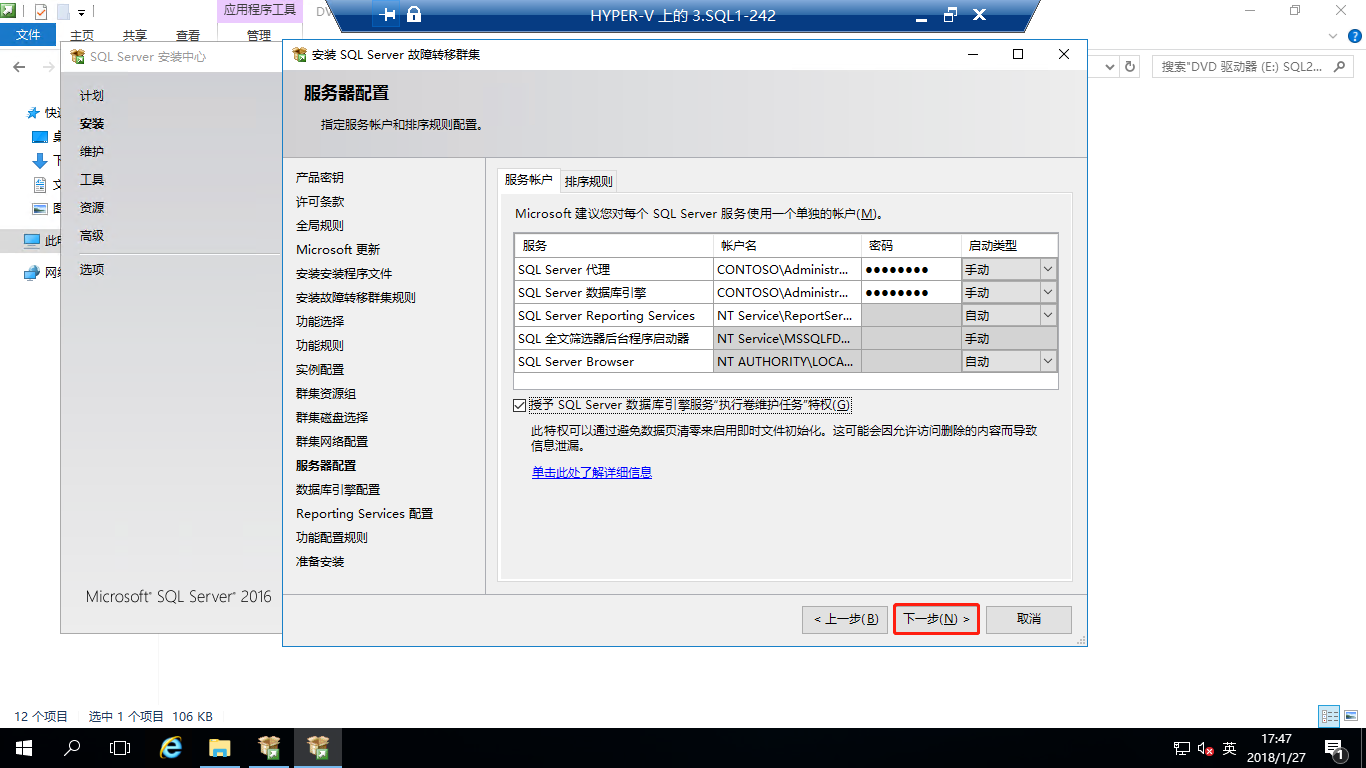 应用程序工具
DV
HYPER-V 上的 3.SQL1-242
文件
主页
共享
查看
管理
搜索"DVD 驱动器 (E:) SQL2...
SQL Server 安装中心
计划
安装
维护
工具
资源
高级
选项
Microsoft® SQL Server® 2016
安装 SQL Server 故障转移群集
服务器配置
指定服务帐户和排序规则配置。
产品密钥
许可条款
全局规则
Microsoft 更新
安装安装程序文件
安装故障转移群集规则
功能选择
功能规则
实例配置
群集资源组
群集磁盘选择
群集网络配置
服务器配置
数据库引擎配置
Reporting Services 配置
功能配置规则
准备安装
服务帐户 排序规则
Microsoft 建议您对每个 SQL Server 服务使用一个单独的帐户(M)。
服务 帐户名 密码 启动类型
SQL Server 代理 CONTOSO\Administr... ●●●●●●●● 手动
SQL Server 数据库引擎 CONTOSO\Administr... ●●●●●●●● 手动
SQL Server Reporting Services NT Service\ReportSer... 自动
SQL 全文筛选器后台程序启动器 NT Service\MSSQLFD... 手动
SQL Server Browser NT AUTHORITY\LOCA... 自动
授予 SQL Server 数据库引擎服务"执行卷维护任务"特权(G)
此特权可以通过避免数据页清零来启用即时文件初始化。这可能会因允许访问删除的内容而导致
信息泄漏。
单击此处了解详细信息
< 上一步(B) 下一步(N) > 取消
12 个项目 选中 1 个项目 106 KB
英
17:47
2018/1/27
1